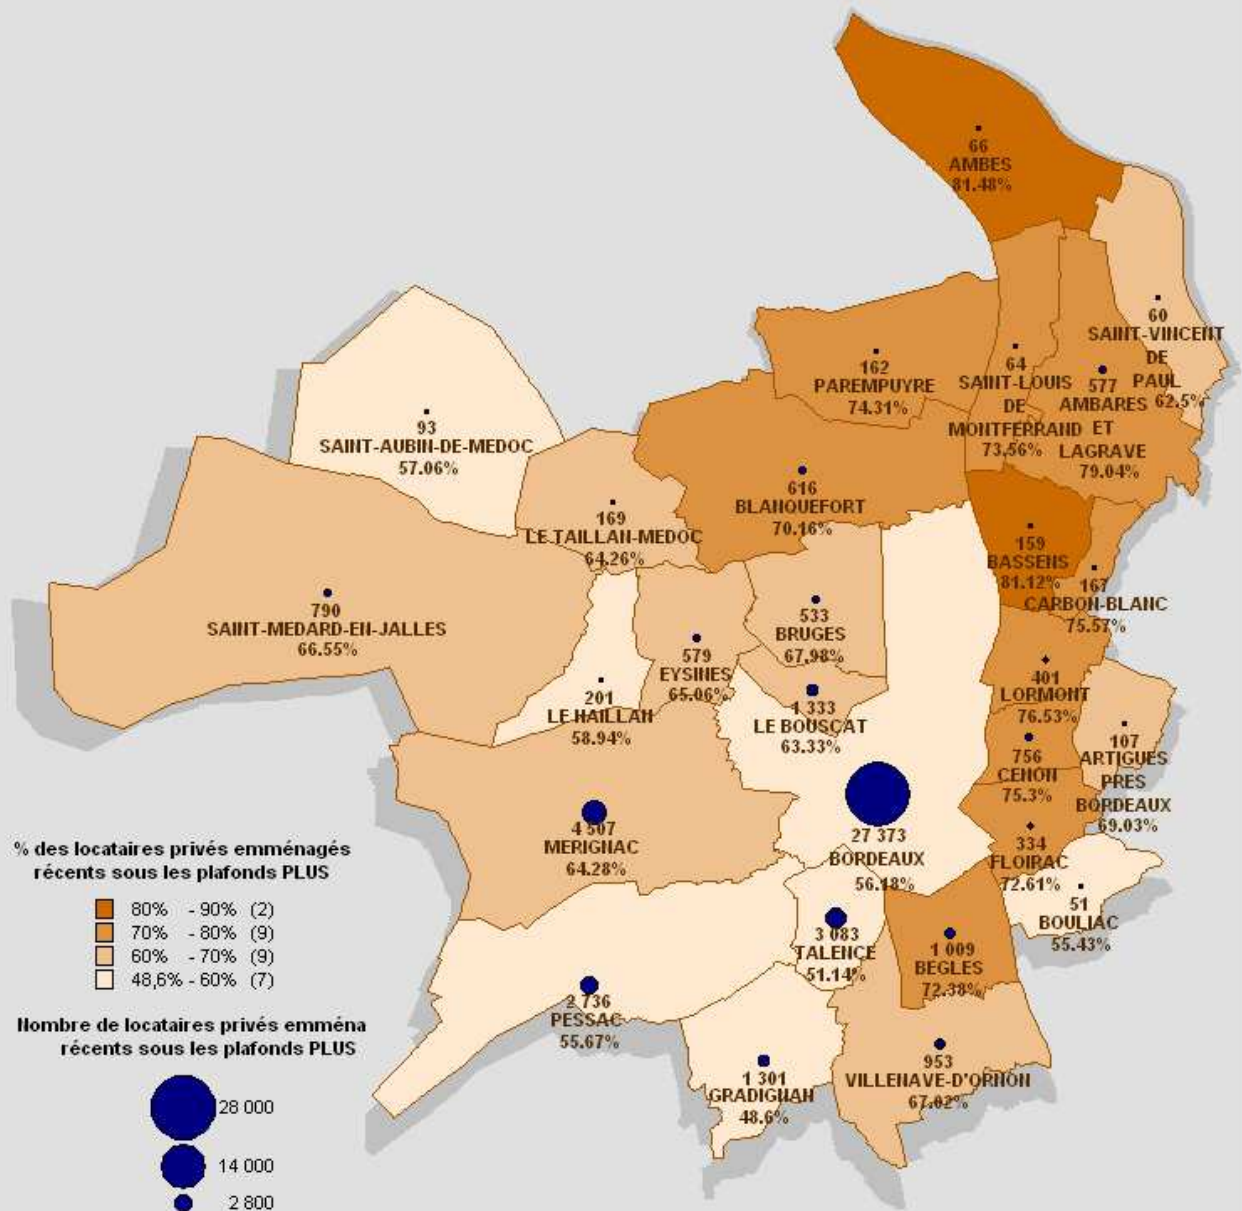 66
AMBES
81.48%
60
SAINT-VINCENT
DE
PAUL
62.5%
162
PAREMPUYRE
74.31%
64
SAINT-LOUIS
DE
MONTFERRAND
73.56%
577
AMBARES
ET
LAGRAVE
79.04%
93
SAINT-AUBIN-DE-MEDOC
57.06%
616
BLANQUEFORT
70.16%
169
LE TAILLAN-MEDOC
64.26%
159
BASSENS
81.12%
167
CARBON-BLANC
75.57%
790
SAINT-MEDARD-EN-JALLES
66.55%
533
BRUGES
67.98%
579
EYSINES
65.06%
201
LE HAILLAN
58.94%
1 333
LE BOUSCAT
63.33%
401
LORMONT
76.53%
107
ARTIGUES
PRES
BORDEAUX
69.03%
756
CENON
75.3%
4 507
MERIGNAC
64.28%
27 373
BORDEAUX
56.18%
334
FLOIRAC
72.61%
51
BOULIAC
55.43%
3 083
TALENCE
51.14%
1 009
BEGLES
72.38%
2 736
PESSAC
55.67%
1 301
GRADIGNAN
48.6%
953
VILLENAVE-D'ORNON
67.02%
% des locataires privés emménagés
récents sous les plafonds PLUS
80% - 90% (2)
70% - 80% (9)
60% - 70% (9)
48,6% - 60% (7)
Nombre de locataires privés emména
récents sous les plafonds PLUS
28 000
14 000
2 800